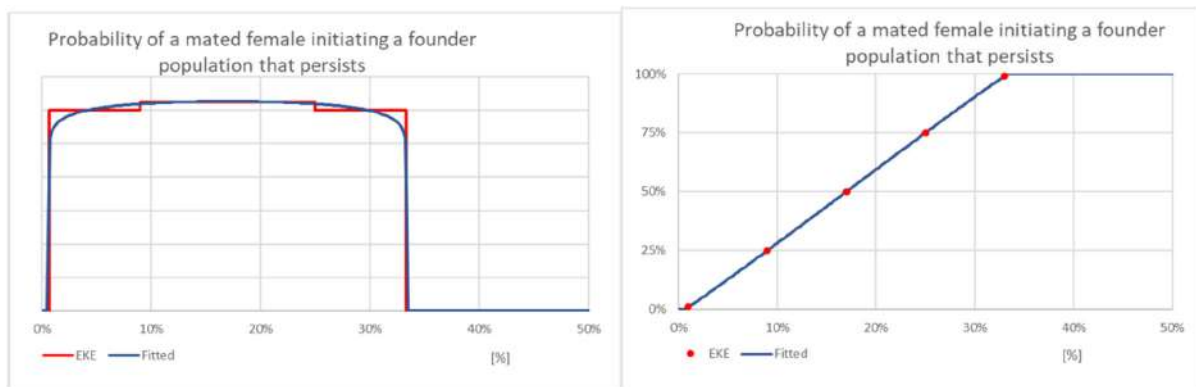 Probability of a mated female initiating a founder
population that persists
0%
10%
20%
30%
40%
50%
EKE
Fitted
[%]
Probability of a mated female initiating a founder
population that persists
100%
75%
50%
25%
0%
0%
10%
20%
30%
40%
50%
EKE
Fitted
[%]